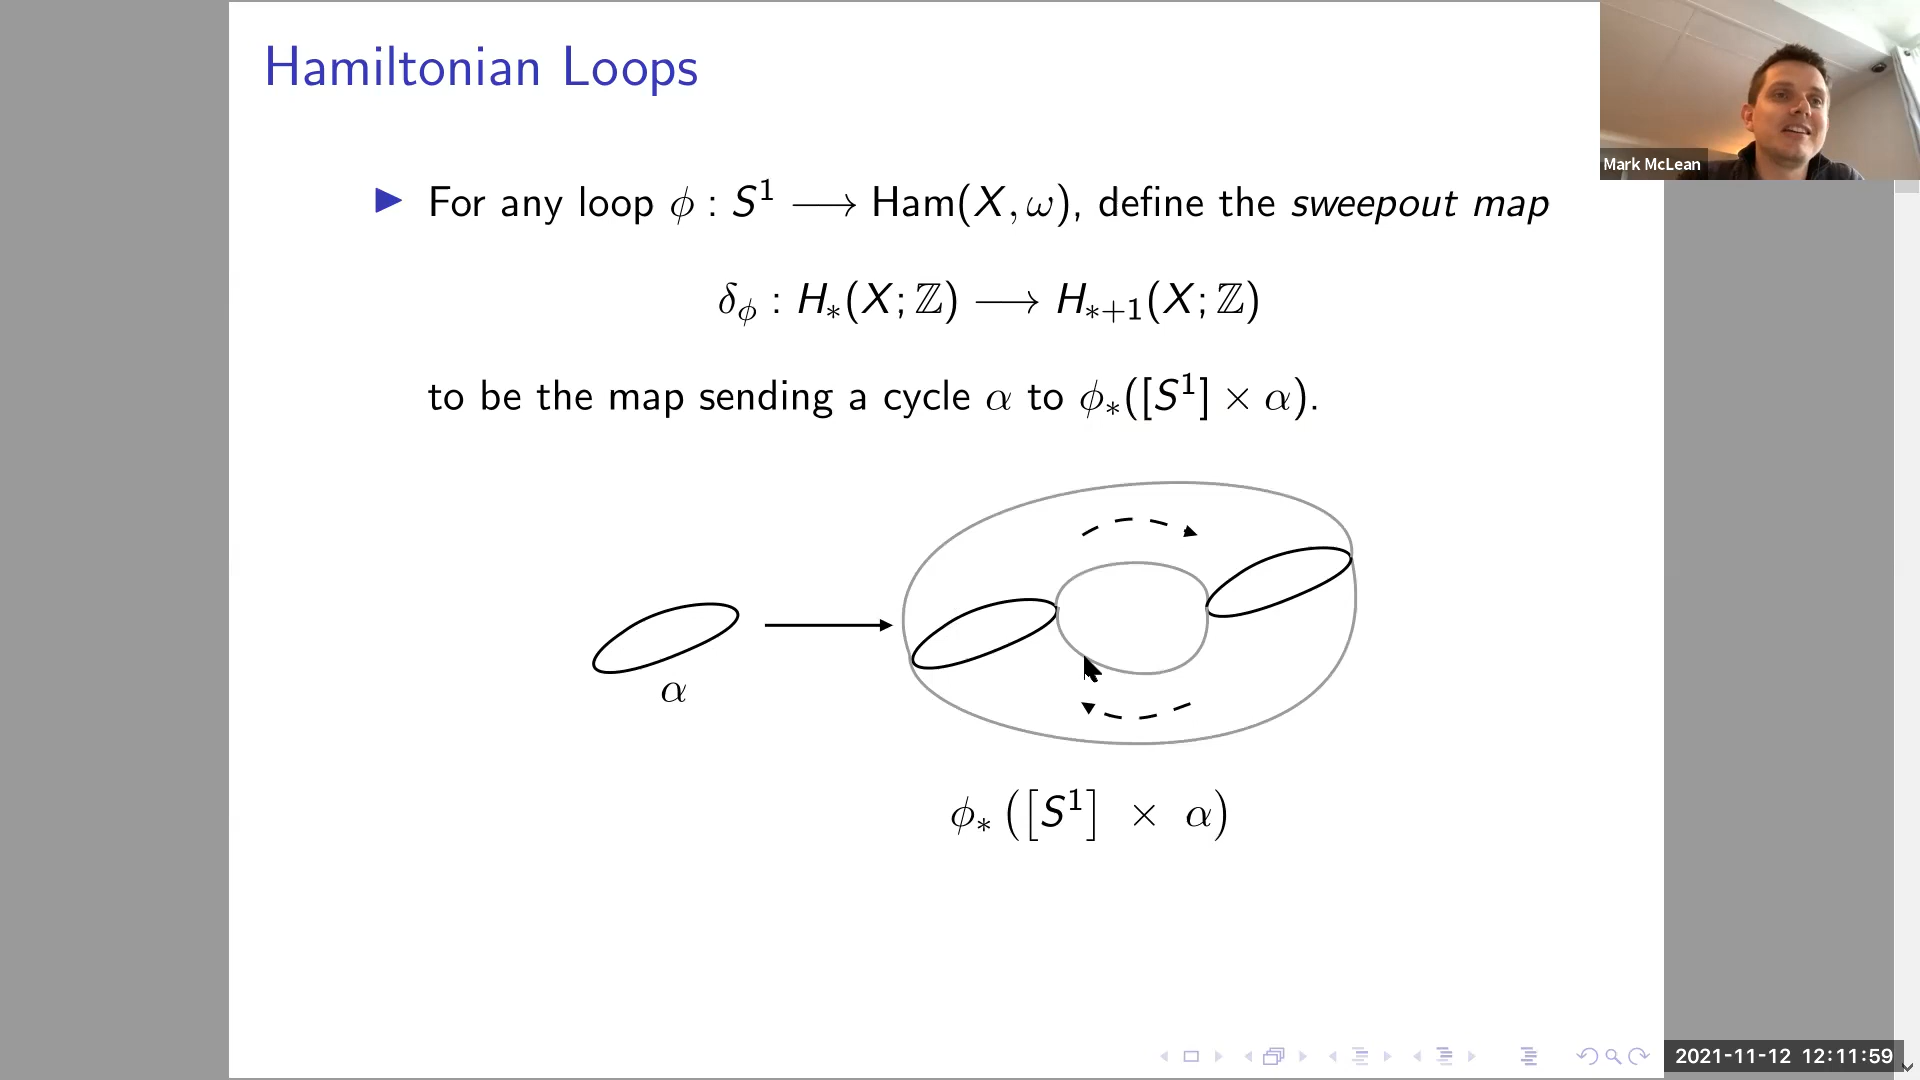 Hamiltonian Loops
▶ For any loop ϕ : S¹ ⟶ Ham(X, ω), define the sweepout map
δ_ϕ : H_*(X; ℤ) ⟶ H_{*+1}(X; ℤ)
to be the map sending a cycle α to ϕ_*([S¹] × α).
α
ϕ_*([S¹] × α)
Mark McLean
2021-11-12 12:11:59